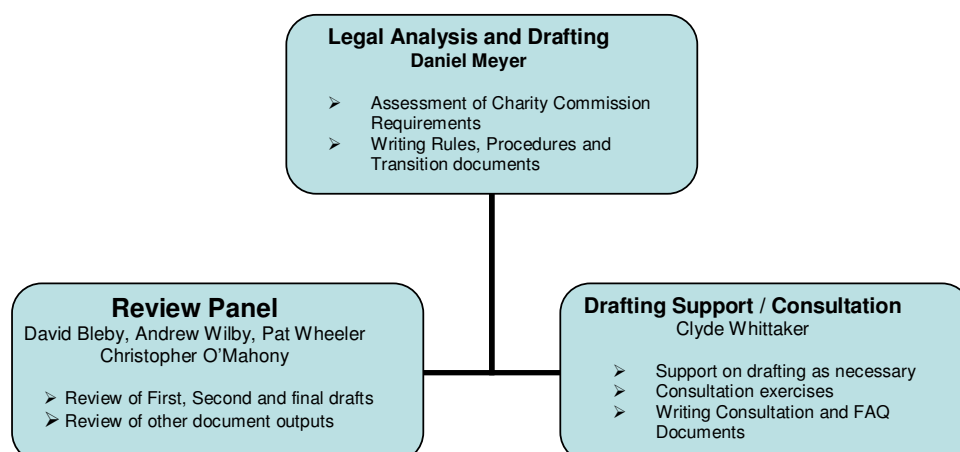 Legal Analysis and Drafting
Daniel Meyer
➢ Assessment of Charity Commission
Requirements
➢ Writing Rules, Procedures and
Transition documents
Review Panel
David Bleby, Andrew Wilby, Pat Wheeler
Christopher O’Mahony
➢ Review of First, Second and final drafts
➢ Review of other document outputs
Drafting Support / Consultation
Clyde Whittaker
➢ Support on drafting as necessary
➢ Consultation exercises
➢ Writing Consultation and FAQ
Documents